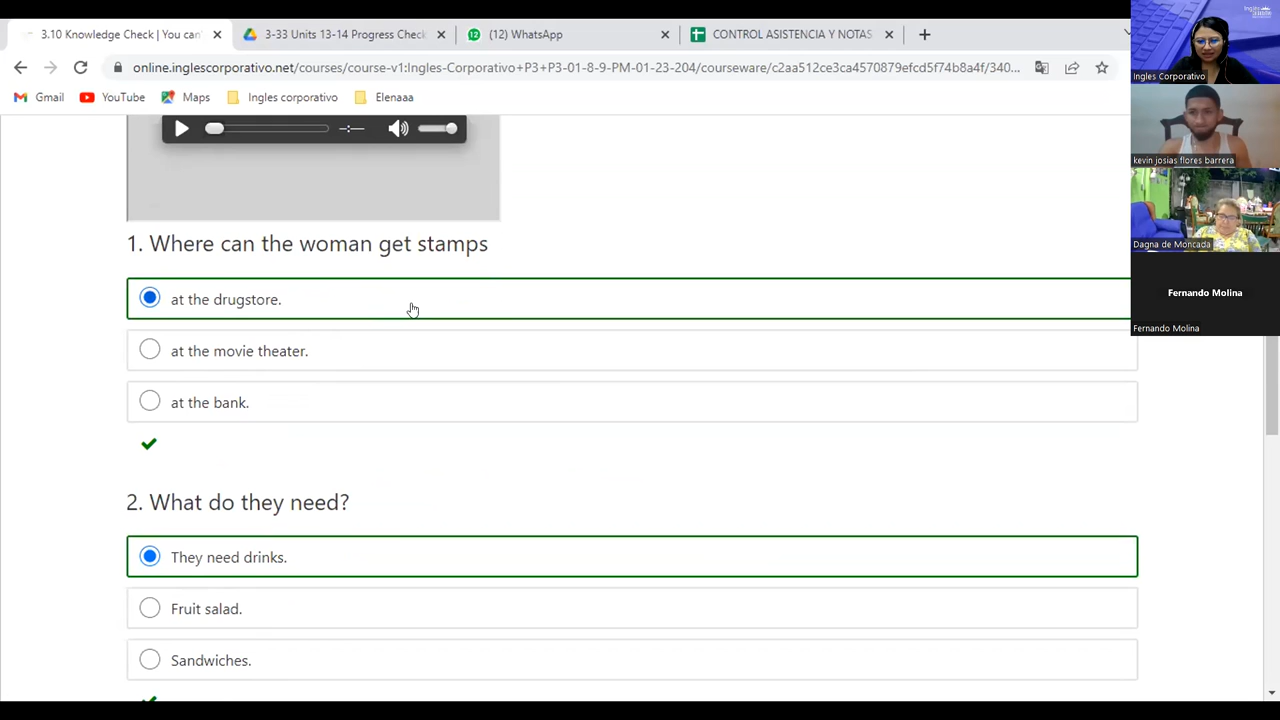 3.10 Knowledge Check | You can'
3-33 Units 13-14 Progress Check
(12) WhatsApp
CONTROL ASISTENCIA Y NOTAS
online.inglescorporativo.net/courses/course-v1:Ingles-Corporativo+P3+P3-01-8-9-PM-01-23-204/courseware/c2aa512ce3ca4570879efcd5f74b8a4f/340...
Gmail
YouTube
Maps
Ingles corporativo
Elenaaa
1. Where can the woman get stamps
at the drugstore.
at the movie theater.
at the bank.
2. What do they need?
They need drinks.
Fruit salad.
Sandwiches.
Ingles Corporativo
kevin josias flores barrera
Dagna de Moncada
Fernando Molina
Fernando Molina